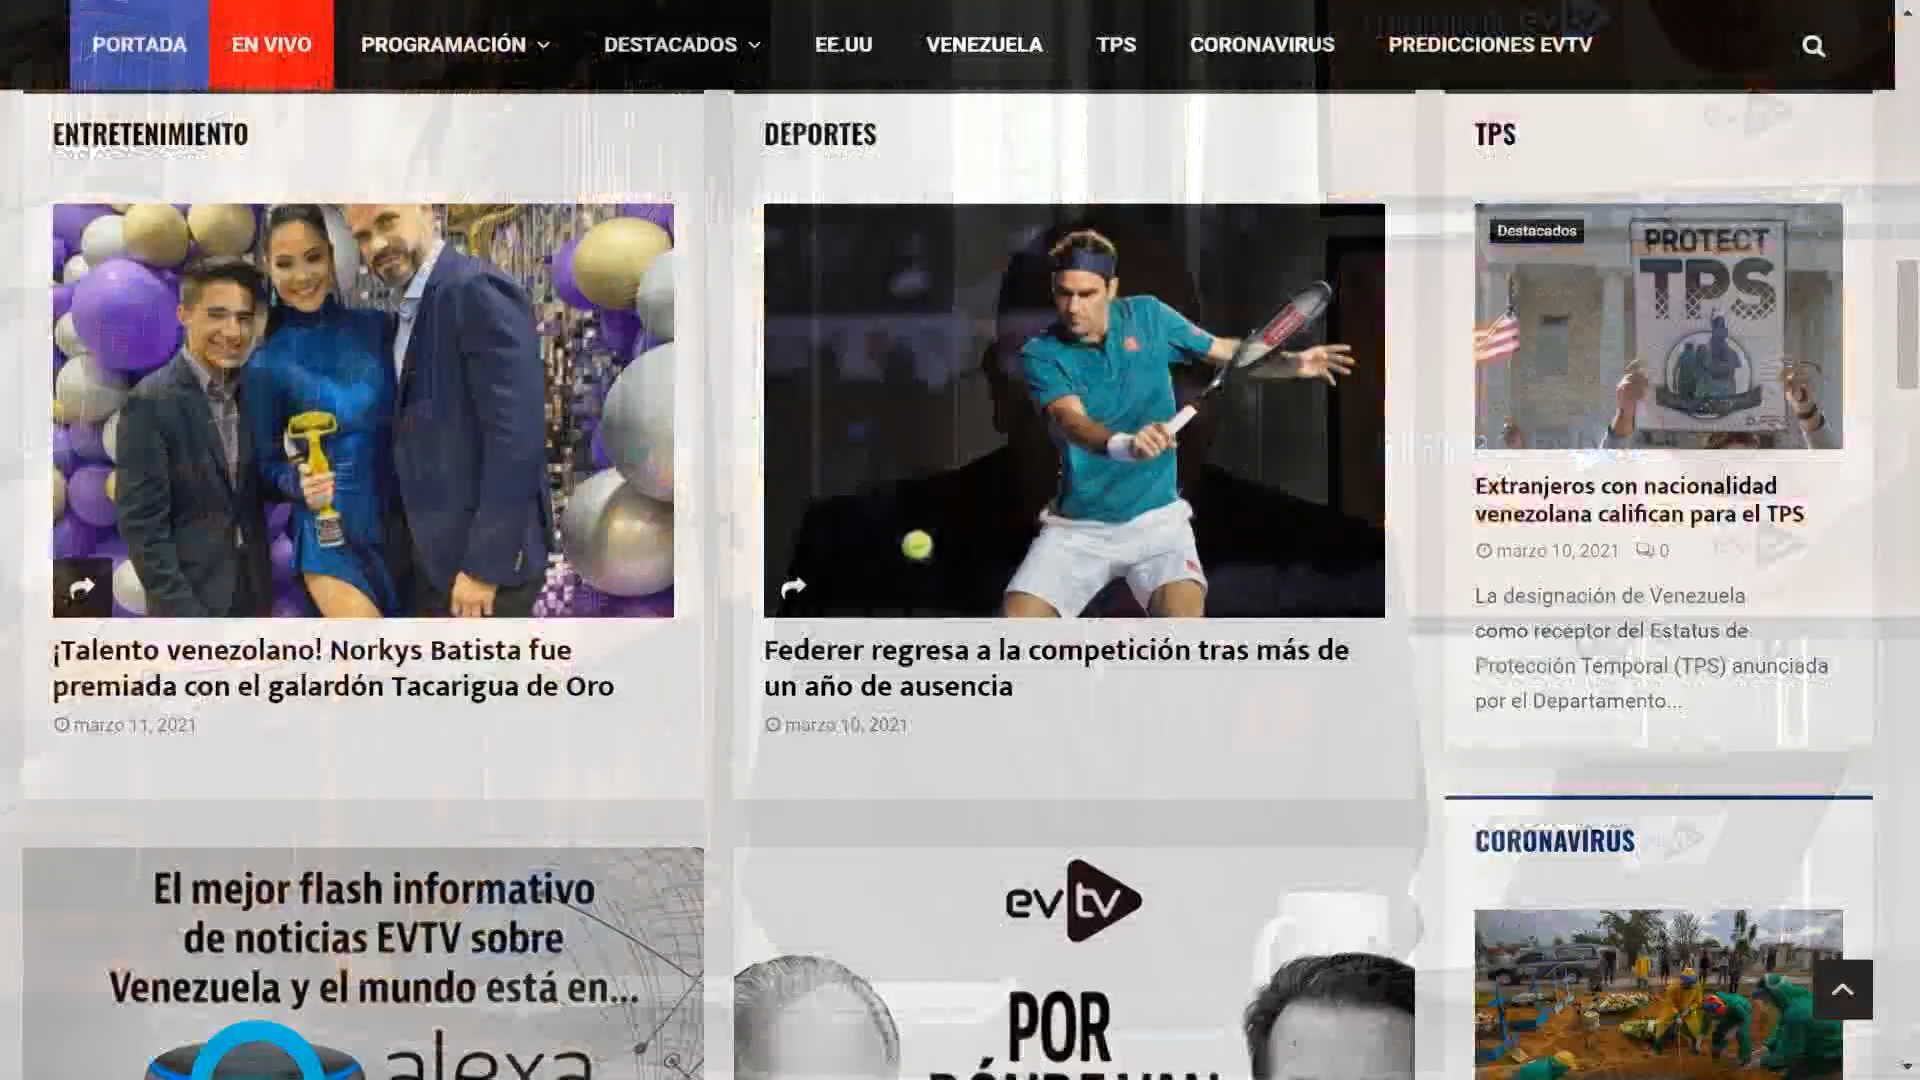 PORTADA
EN VIVO
PROGRAMACIÓN
DESTACADOS
EE.UU
VENEZUELA
TPS
CORONAVIRUS
PREDICCIONES EVTV
ENTRETENIMIENTO
¡Talento venezolano! Norkys Batista fue
premiada con el galardón Tacarigua de Oro
marzo 11, 2021
El mejor flash informativo
de noticias EVTV sobre
Venezuela y el mundo está en...
alexa
DEPORTES
Federer regresa a la competición tras más de
un año de ausencia
marzo 10, 2021
evtv
POR
DÓNDE VAN
TPS
Destacados
PROTECT
TPS
Extranjeros con nacionalidad
venezolana califican para el TPS
marzo 10, 2021 0
La designación de Venezuela
como receptor del Estatus de
Protección Temporal (TPS) anunciada
por el Departamento...
CORONAVIRUS